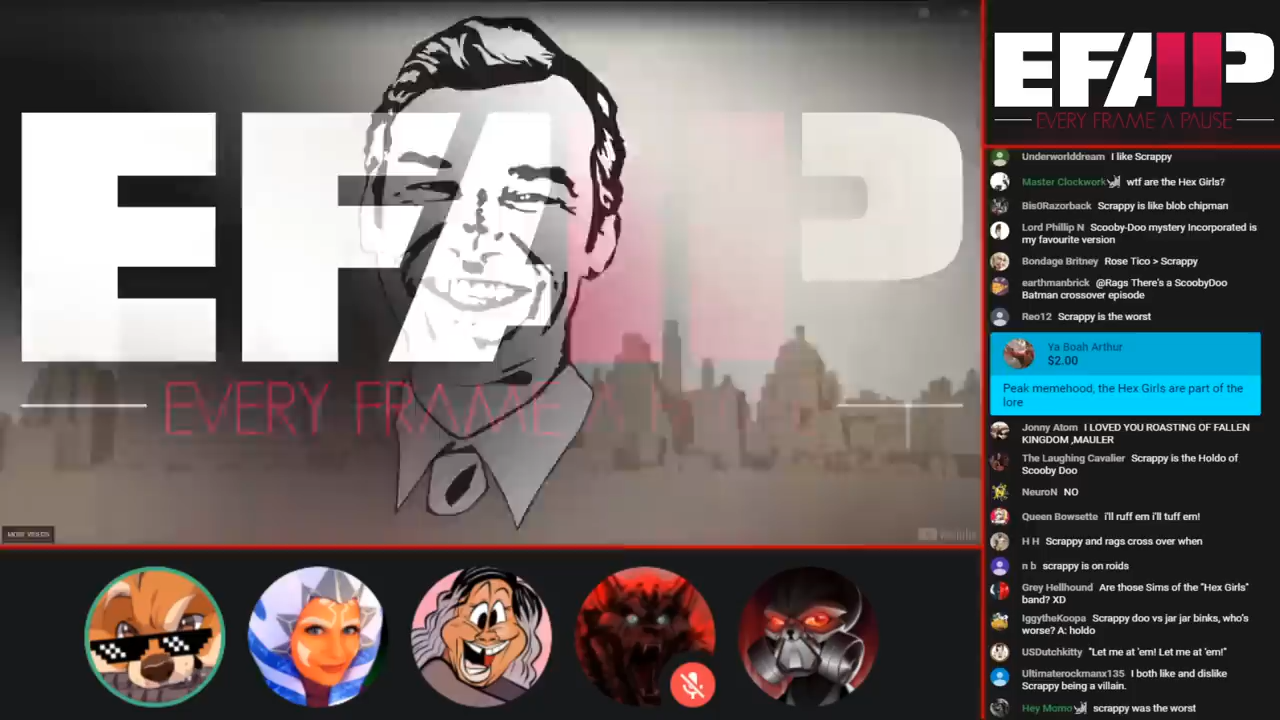 EFAP
EVERY FRAME A
MORE VIDEOS
YouTube
EFAP
EVERY FRAME A PAUSE
Underworlddream I like Scrappy
Master Clockwork wtf are the Hex Girls?
Bis0Razorback Scrappy is like blob chipman
Lord Phillip N Scooby-Doo mystery Incorporated is
my favourite version
Bondage Britney Rose Tico > Scrappy
earthmanbrick @Rags There's a ScoobyDoo
Batman crossover episode
Reo12 Scrappy is the worst
Ya Boah Arthur
$2.00
Peak memehood, the Hex Girls are part of the
lore
Jonny Atom I LOVED YOU ROASTING OF FALLEN
KINGDOM ,MAULER
The Laughing Cavalier Scrappy is the Holdo of
Scooby Doo
NeuroN NO
Queen Bowsette i'll ruff em i'll tuff em!
H H Scrappy and rags cross over when
n b scrappy is on roids
Grey Hellhound Are those Sims of the "Hex Girls"
band? XD
IggytheKoopa Scrappy doo vs jar jar binks, who's
worse? A: holdo
USDutchkitty "Let me at 'em! Let me at 'em!"
Ultimaterockmanx135 I both like and dislike
Scrappy being a villain.
Hey Momo scrappy was the worst